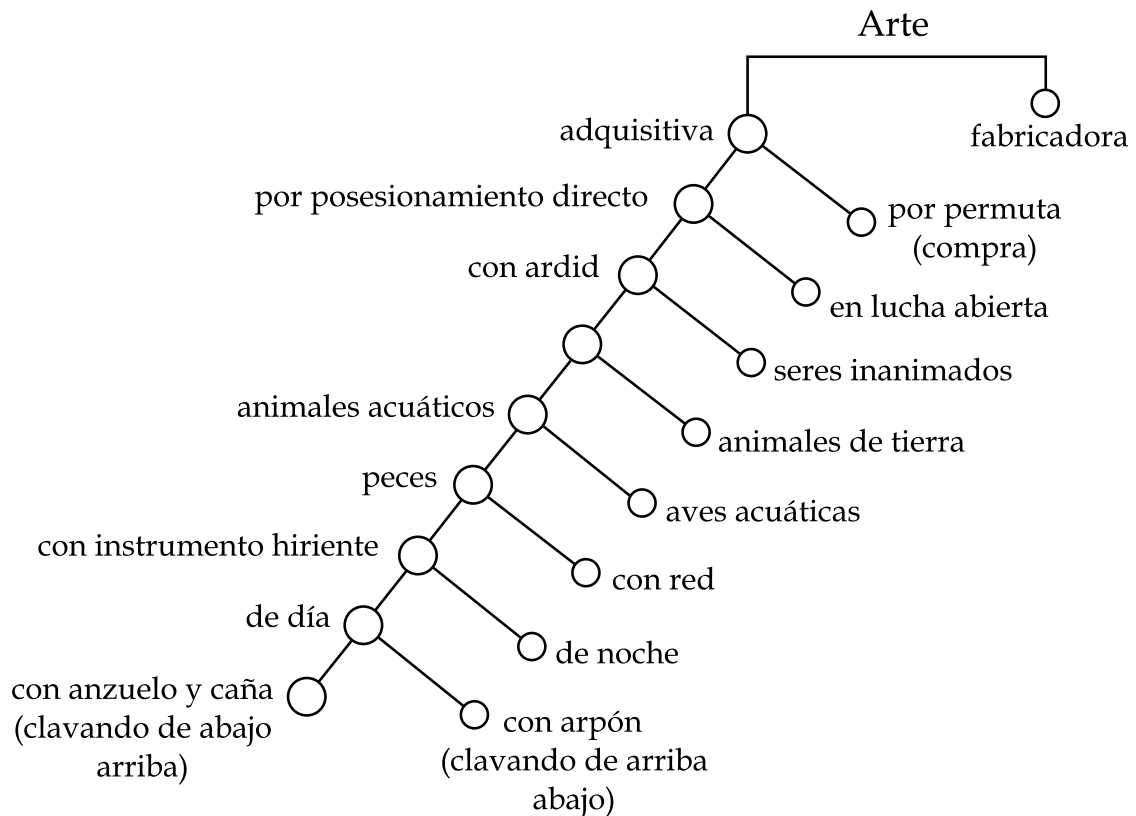 Arte
adquisitiva
fabricadora
por posesionamiento directo
por permuta
(compra)
con ardid
en lucha abierta
seres inanimados
animales acuáticos
animales de tierra
peces
aves acuáticas
con instrumento hiriente
con red
de día
de noche
con anzuelo y caña
(clavando de abajo
arriba)
con arpón
(clavando de arriba
abajo)